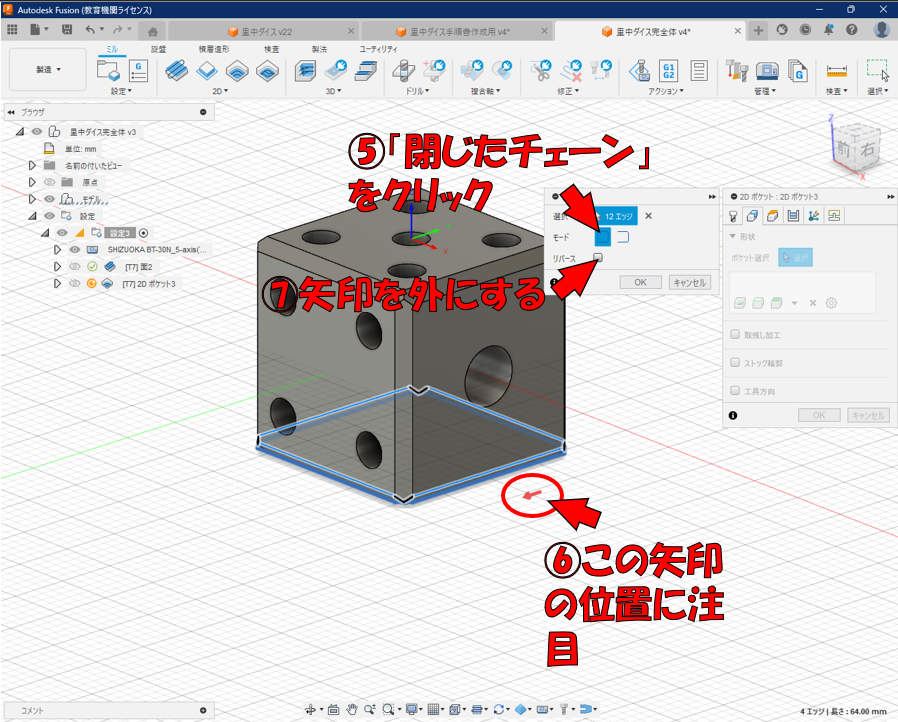 Autodesk Fusion (教育機関ライセンス)
里中ダイス v22
里中ダイス手順書作成用 v4*
里中ダイス完全体 v4*
ミル
旋盤
積層造形
検査
製法
ユーティリティ
製造
設定
2D
3D
ドリル
複合軸
修正
アクション
管理
検査
選択
G1
G2
ブラウザ
里中ダイス完全体 v3
単位: mm
名前の付いたビュー
原点
モデル
設定
設定3
SHIZUOKA BT-30N_5-axis(...
[T7] 面2
[T7] 2D ポケット3
⑤「閉じたチェーン」
をクリック
選択
12 エッジ
モード
リバース
OK
キャンセル
⑦矢印を外にする
2D ポケット : 2D ポケット3
形状
ポケット選択
選択
取残し加工
ストック輪郭
工具方向
OK
キャンセル
Z
前
右
X
⑥この矢印
の位置に注
目
コメント
4 エッジ | 長さ : 64.00 mm